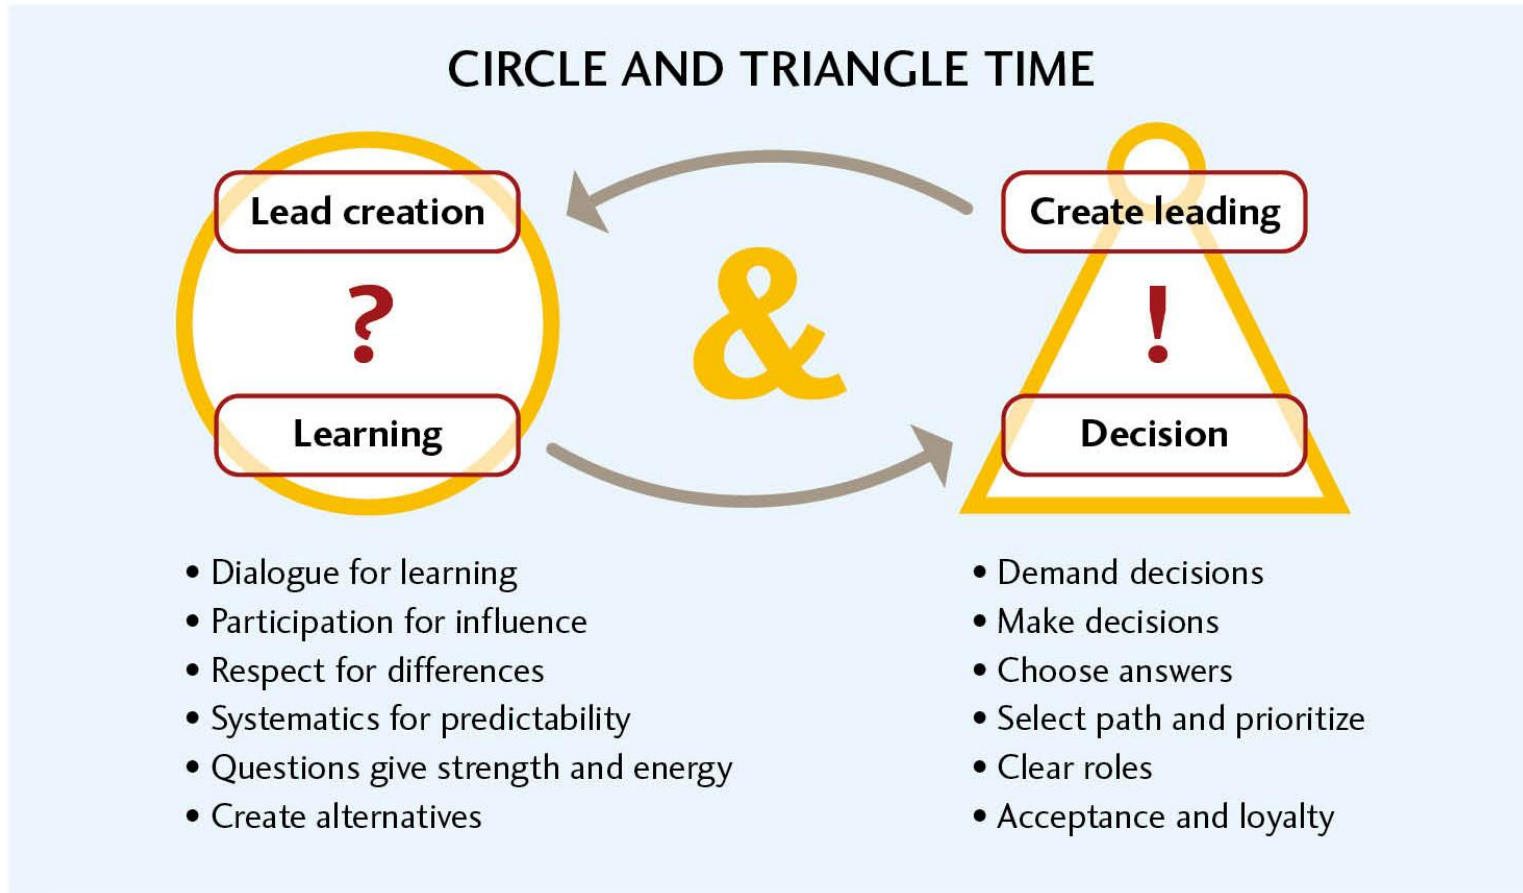 CIRCLE AND TRIANGLE TIME
Lead creation
?
Learning
&
Create leading
!
Decision
• Dialogue for learning
• Participation for influence
• Respect for differences
• Systematics for predictability
• Questions give strength and energy
• Create alternatives
• Demand decisions
• Make decisions
• Choose answers
• Select path and prioritize
• Clear roles
• Acceptance and loyalty